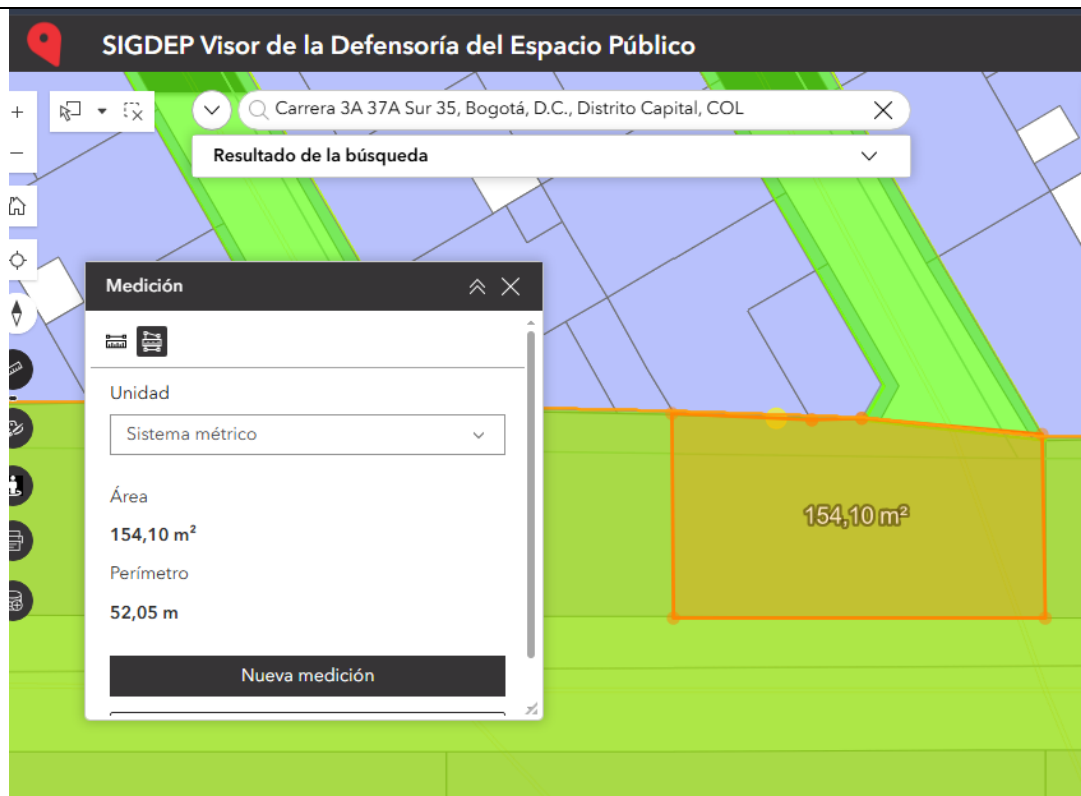 SIGDEP Visor de la Defensoría del Espacio Público
Carrera 3A 37A Sur 35, Bogotá, D.C., Distrito Capital, COL
Resultado de la búsqueda
Medición
Unidad
Sistema métrico
Área
154,10 m²
Perímetro
52,05 m
Nueva medición
154,10 m²